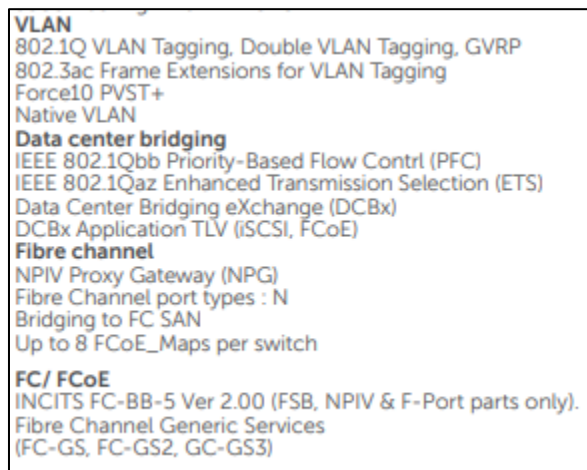 VLAN
802.1Q VLAN Tagging, Double VLAN Tagging, GVRP
802.3ac Frame Extensions for VLAN Tagging
Force10 PVST+
Native VLAN
Data center bridging
IEEE 802.1Qbb Priority-Based Flow Contrl (PFC)
IEEE 802.1Qaz Enhanced Transmission Selection (ETS)
Data Center Bridging eXchange (DCBx)
DCBx Application TLV (iSCSI, FCoE)
Fibre channel
NPIV Proxy Gateway (NPG)
Fibre Channel port types : N
Bridging to FC SAN
Up to 8 FCoE_Maps per switch
FC/ FCoE
INCITS FC-BB-5 Ver 2.00 (FSB, NPIV & F-Port parts only).
Fibre Channel Generic Services
(FC-GS, FC-GS2, GC-GS3)